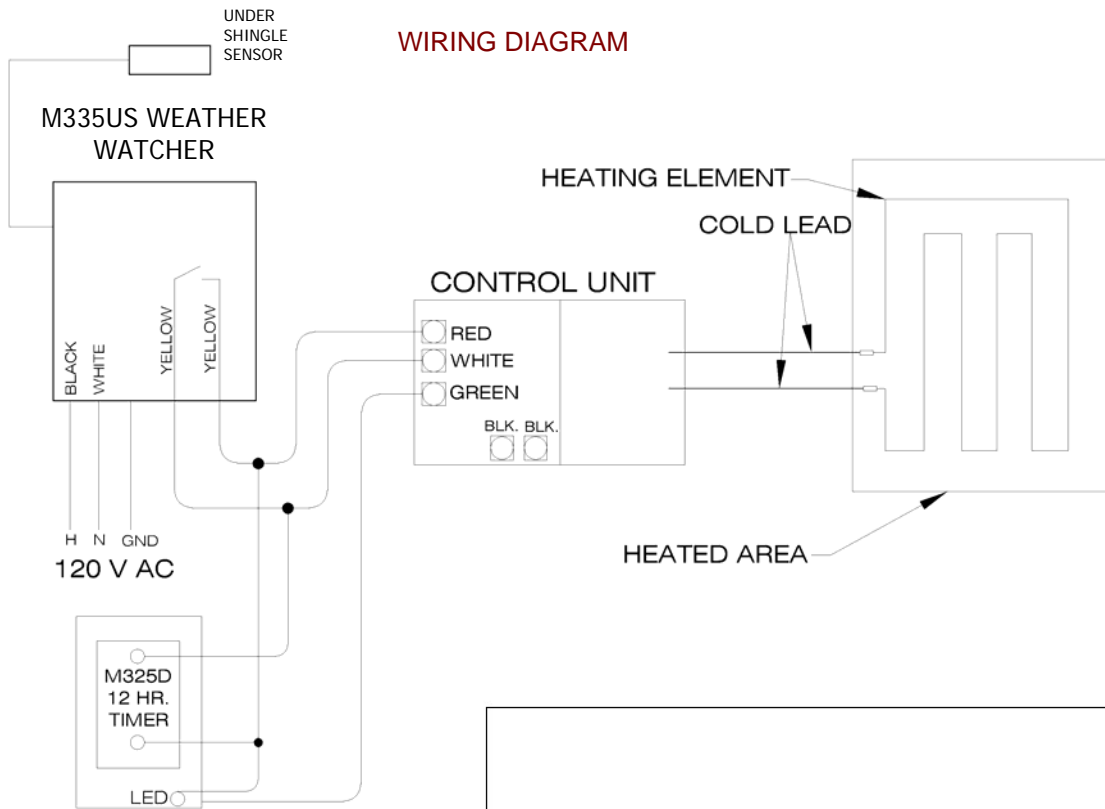 UNDER
SHINGLE
SENSOR
WIRING DIAGRAM
M335US WEATHER
WATCHER
HEATING ELEMENT
COLD LEAD
CONTROL UNIT
BLACK
WHITE
YELLOW
YELLOW
RED
WHITE
GREEN
BLK. BLK.
H N GND
120 V AC
HEATED AREA
M325D
12 HR.
TIMER
LED